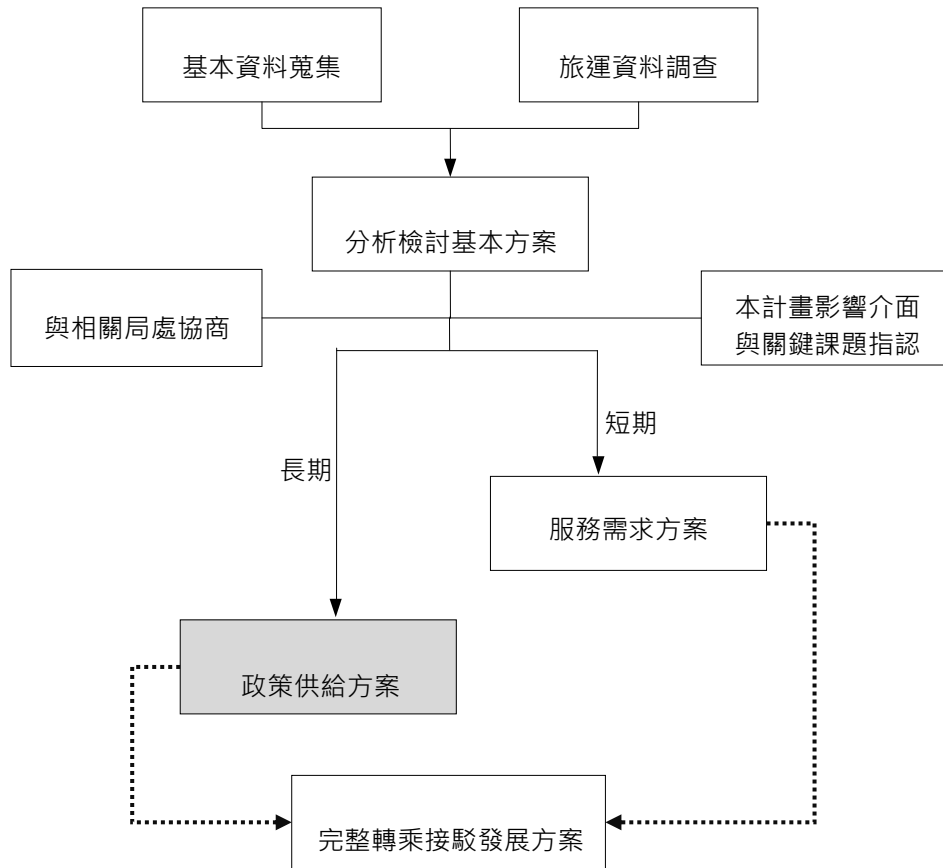 基本資料蒐集
旅運資料調查
分析檢討基本方案
與相關局處協商
本計畫影響介面
與關鍵課題指認
短期
長期
服務需求方案
政策供給方案
完整轉乘接駁發展方案